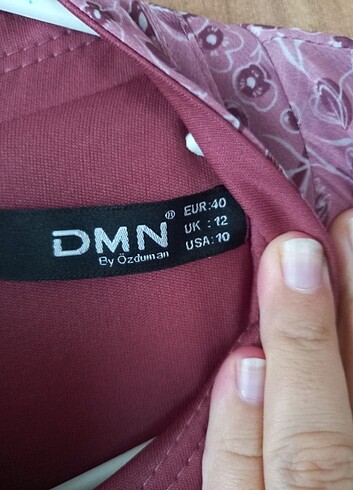 DMN®
By Özduman
EUR:40
UK : 12
USA:10